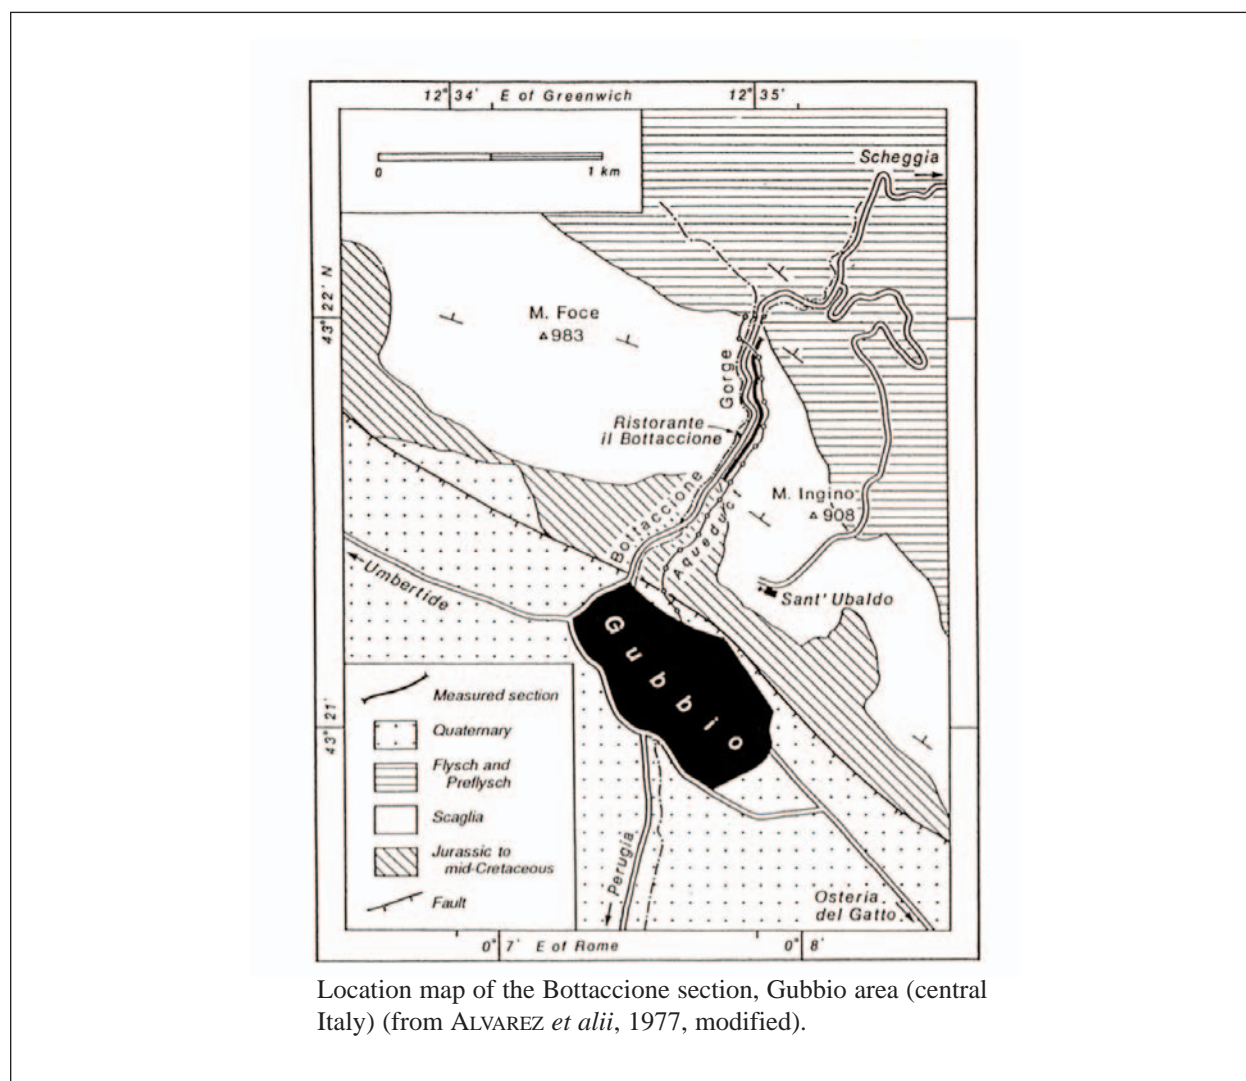 12° 34' E of Greenwich 12° 35'
0 1 km
Scheggia
43° 22' N
M. Foce
983
Gorge
Ristorante
il Bottaccione
Bottaccione
Aqueduct
M. Ingino
908
Umbertide
Sant' Ubaldo
Gubbio
43° 21'
Measured section
Quaternary
Flysch and
Preflysch
Scaglia
Jurassic to
mid-Cretaceous
Fault
Perugia
Osteria
del Gatto
0° 7' E of Rome 0° 8'
Location map of the Bottaccione section, Gubbio area (central
Italy) (from ALVAREZ et alii, 1977, modified).